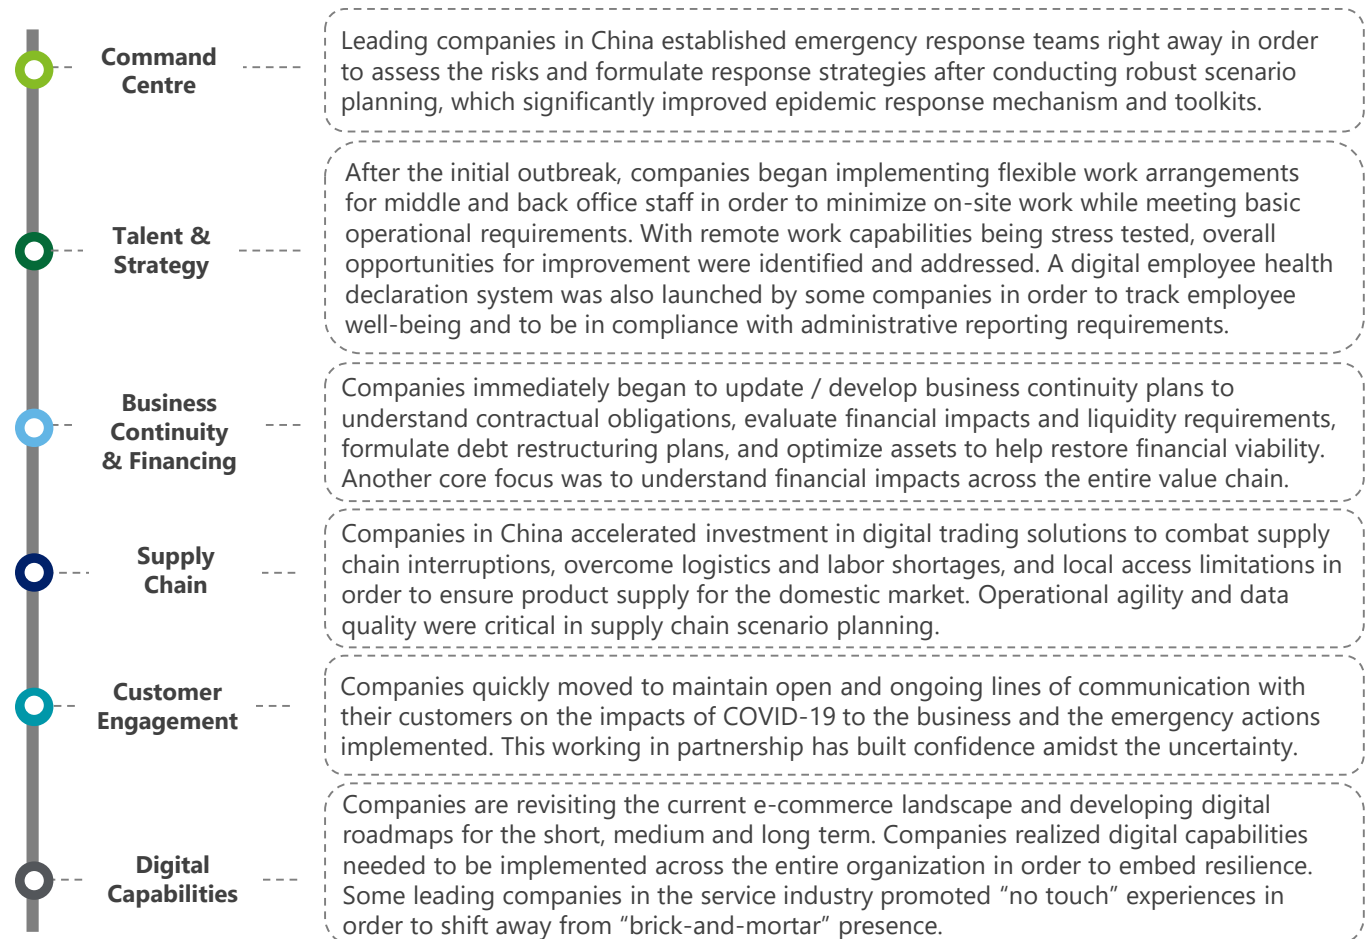 Command
Centre
Leading companies in China established emergency response teams right away in order
to assess the risks and formulate response strategies after conducting robust scenario
planning, which significantly improved epidemic response mechanism and toolkits.
Talent &
Strategy
After the initial outbreak, companies began implementing flexible work arrangements
for middle and back office staff in order to minimize on-site work while meeting basic
operational requirements. With remote work capabilities being stress tested, overall
opportunities for improvement were identified and addressed. A digital employee health
declaration system was also launched by some companies in order to track employee
well-being and to be in compliance with administrative reporting requirements.
Business
Continuity
& Financing
Companies immediately began to update / develop business continuity plans to
understand contractual obligations, evaluate financial impacts and liquidity requirements,
formulate debt restructuring plans, and optimize assets to help restore financial viability.
Another core focus was to understand financial impacts across the entire value chain.
Supply
Chain
Companies in China accelerated investment in digital trading solutions to combat supply
chain interruptions, overcome logistics and labor shortages, and local access limitations in
order to ensure product supply for the domestic market. Operational agility and data
quality were critical in supply chain scenario planning.
Customer
Engagement
Companies quickly moved to maintain open and ongoing lines of communication with
their customers on the impacts of COVID-19 to the business and the emergency actions
implemented. This working in partnership has built confidence amidst the uncertainty.
Digital
Capabilities
Companies are revisiting the current e-commerce landscape and developing digital
roadmaps for the short, medium and long term. Companies realized digital capabilities
needed to be implemented across the entire organization in order to embed resilience.
Some leading companies in the service industry promoted “no touch” experiences in
order to shift away from “brick-and-mortar” presence.